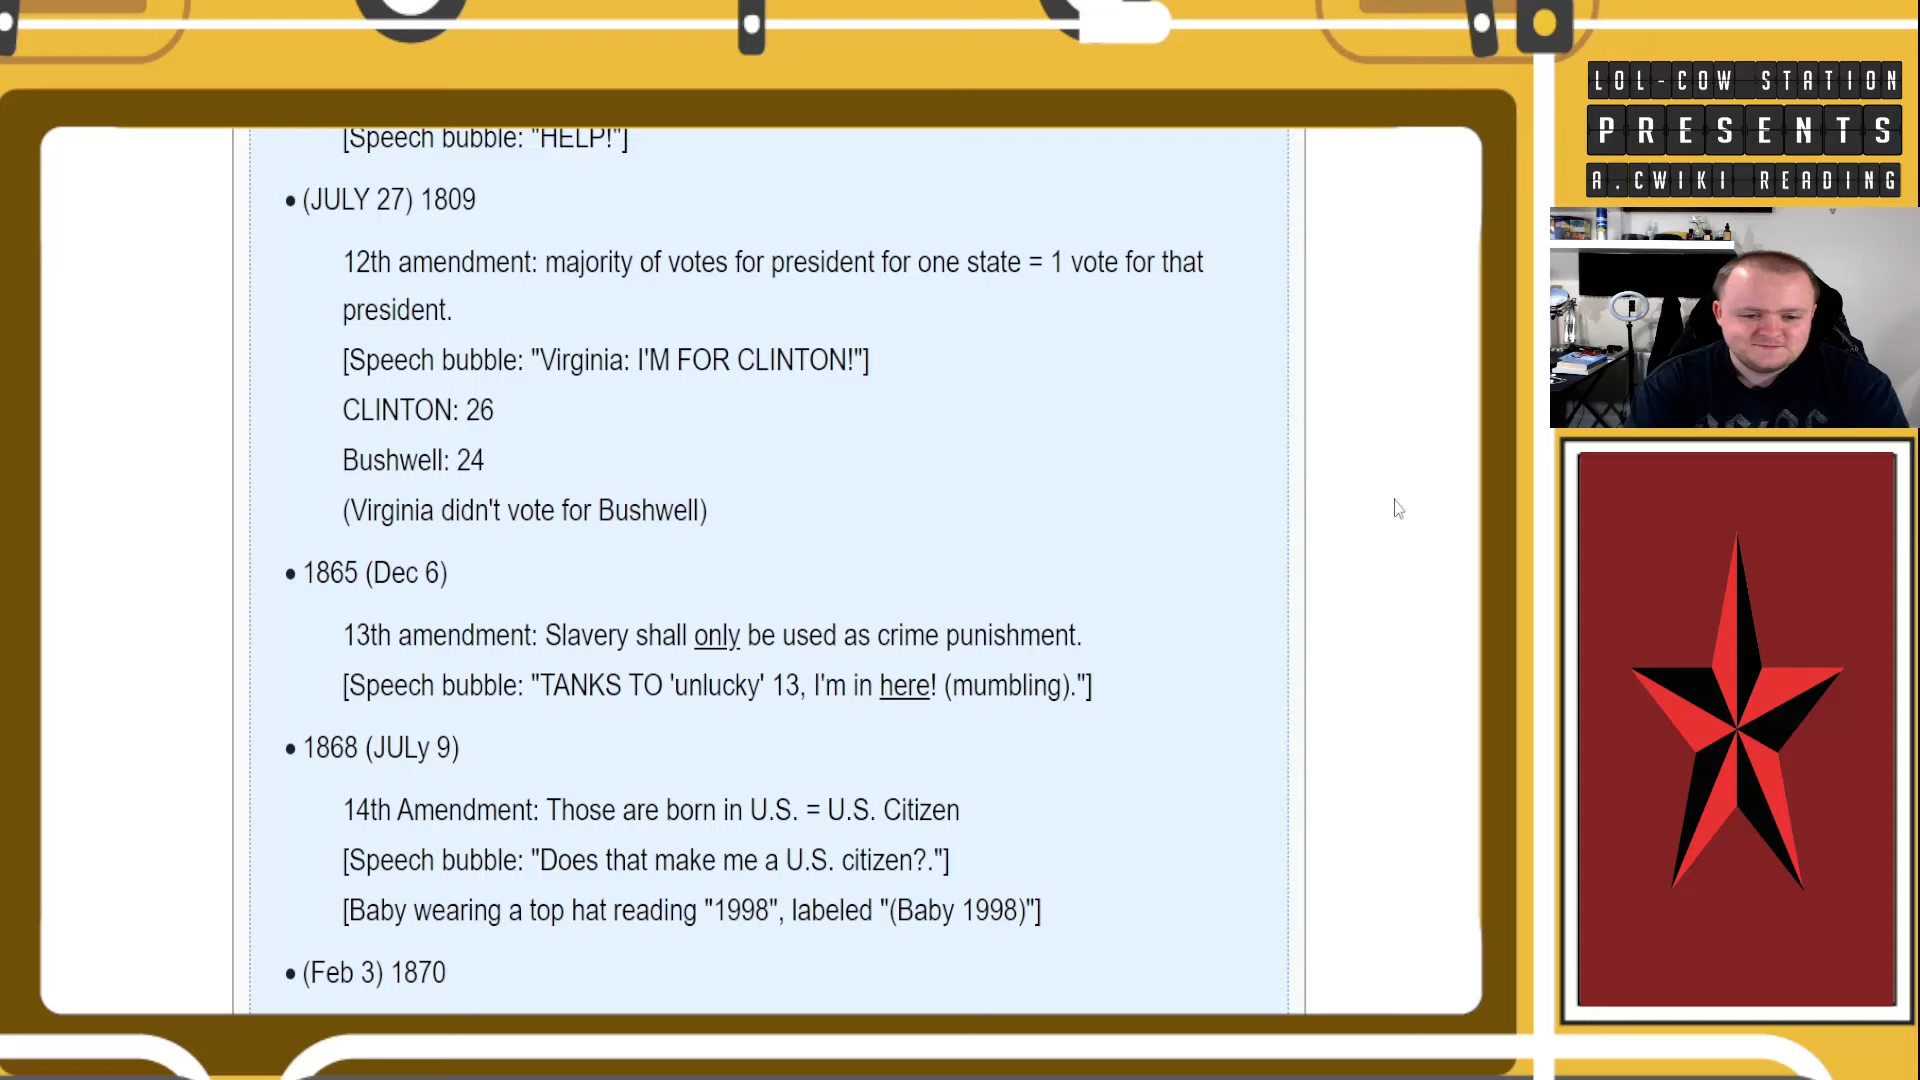 [Speech bubble: "HELP!"]
• (JULY 27) 1809
12th amendment: majority of votes for president for one state = 1 vote for that
president.
[Speech bubble: "Virginia: I'M FOR CLINTON!"]
CLINTON: 26
Bushwell: 24
(Virginia didn't vote for Bushwell)
• 1865 (Dec 6)
13th amendment: Slavery shall only be used as crime punishment.
[Speech bubble: "TANKS TO 'unlucky' 13, I'm in here! (mumbling)."]
• 1868 (JULy 9)
14th Amendment: Those are born in U.S. = U.S. Citizen
[Speech bubble: "Does that make me a U.S. citizen?."]
[Baby wearing a top hat reading "1998", labeled "(Baby 1998)"]
• (Feb 3) 1870
LOL-COW STATION
PRESENTS
A.CWIKI READING